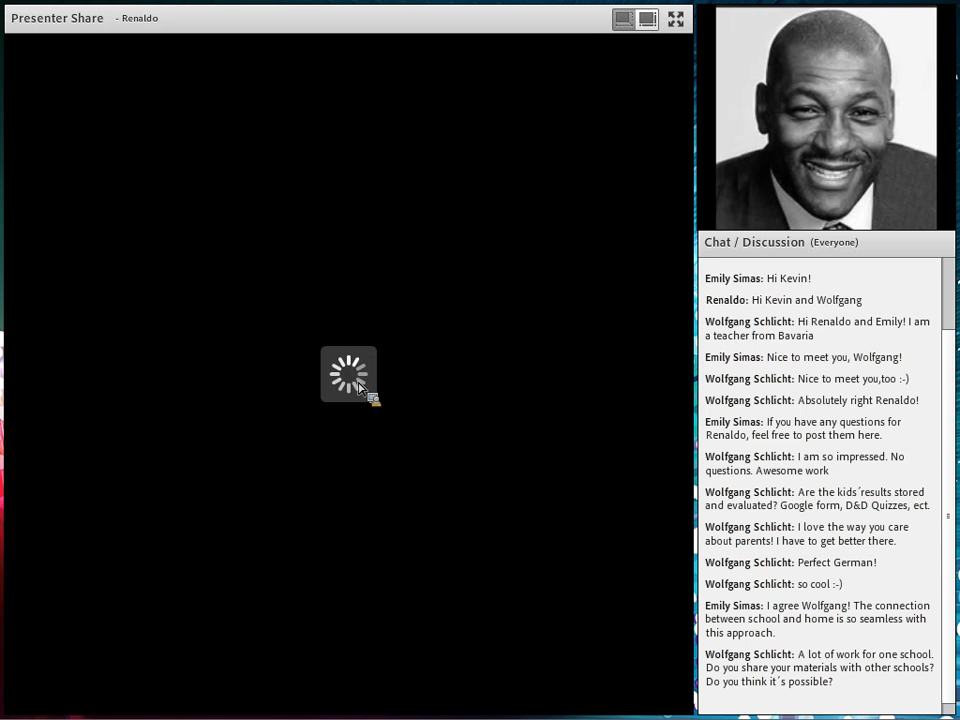 Presenter Share - Renaldo
Chat / Discussion (Everyone)
Emily Simas: Hi Kevin!
Renaldo: Hi Kevin and Wolfgang
Wolfgang Schlicht: Hi Renaldo and Emily! I am
a teacher from Bavaria
Emily Simas: Nice to meet you, Wolfgang!
Wolfgang Schlicht: Nice to meet you,too :-)
Wolfgang Schlicht: Absolutely right Renaldo!
Emily Simas: If you have any questions for
Renaldo, feel free to post them here.
Wolfgang Schlicht: I am so impressed. No
questions. Awesome work
Wolfgang Schlicht: Are the kids´results stored
and evaluated? Google form, D&D Quizzes, ect.
Wolfgang Schlicht: I love the way you care
about parents! I have to get better there.
Wolfgang Schlicht: Perfect German!
Wolfgang Schlicht: so cool :-)
Emily Simas: I agree Wolfgang! The connection
between school and home is so seamless with
this approach.
Wolfgang Schlicht: A lot of work for one school.
Do you share your materials with other schools?
Do you think it´s possible?